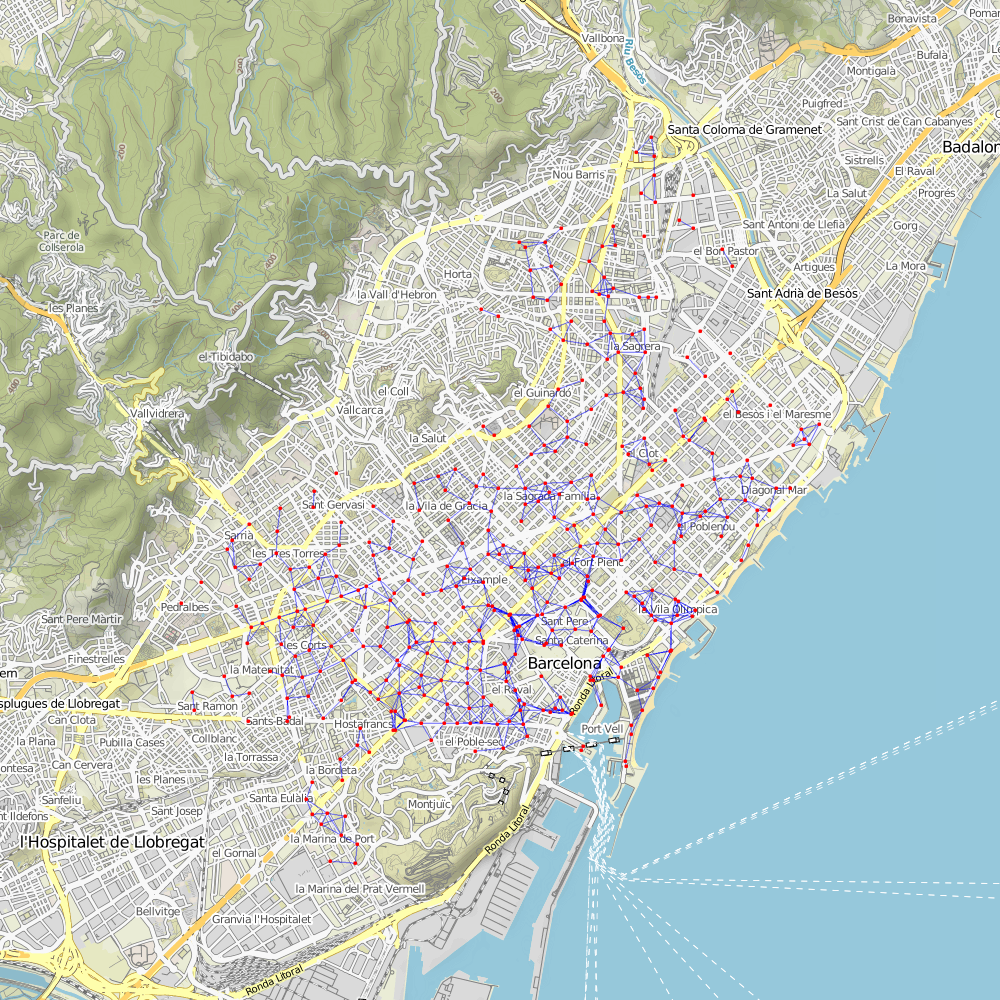 Benavista
Pomar
Vallbona
Bufalà
Riu Besòs
Montigalà
200
200
Puigfred
Santa Coloma de Gramenet
Sant Crist de Can Cabanyes
200
Badalon
Sistrells
El Raval
Nou Barris
La Salut
Progrés
Sant Antoni de Llefià
Gorg
Parc de
Collserola
el Bon Pastor
400
Horta
Artigues
La Mora
la Vall d'Hebron
Sant Adrià de Besòs
les Planes
400
la Sagrera
el Tibidabo
400
el Coll
el Guinardó
Vallvidrera
Vallcarca
el Besòs i el Maresme
la Salut
el Clot
Diagonal Mar
Sant Gervasi
la Vila de Gràcia
la Sagrada Família
el Poblenou
Sarrià
les Tres Torres
el Fort Pienc
Eixample
Pedralbes
Sant Pere Màrtir
la Vila Olímpica
Sant Pere
Santa Caterina
les Corts
Finestrelles
Barcelona
la Maternitat
Ronda Litoral
el Raval
splugues de Llobregat
Sant Ramon
Can Clota
Sants-Badal
Hostafrancs
Port Vell
la Plana
Pubilla Cases
Collblanc
el Poble-sec
la Torrassa
Can Cervera
la Bordeta
les Planes
Sanfeliu
Santa Eulàlia
Montjuïc
Sant Josep
nt Ildefons
l'Hospitalet de Llobregat
la Marina de Port
el Gornal
Ronda Litoral
la Marina del Prat Vermell
Bellvitge
Granvia l'Hospitalet
Ronda Litoral